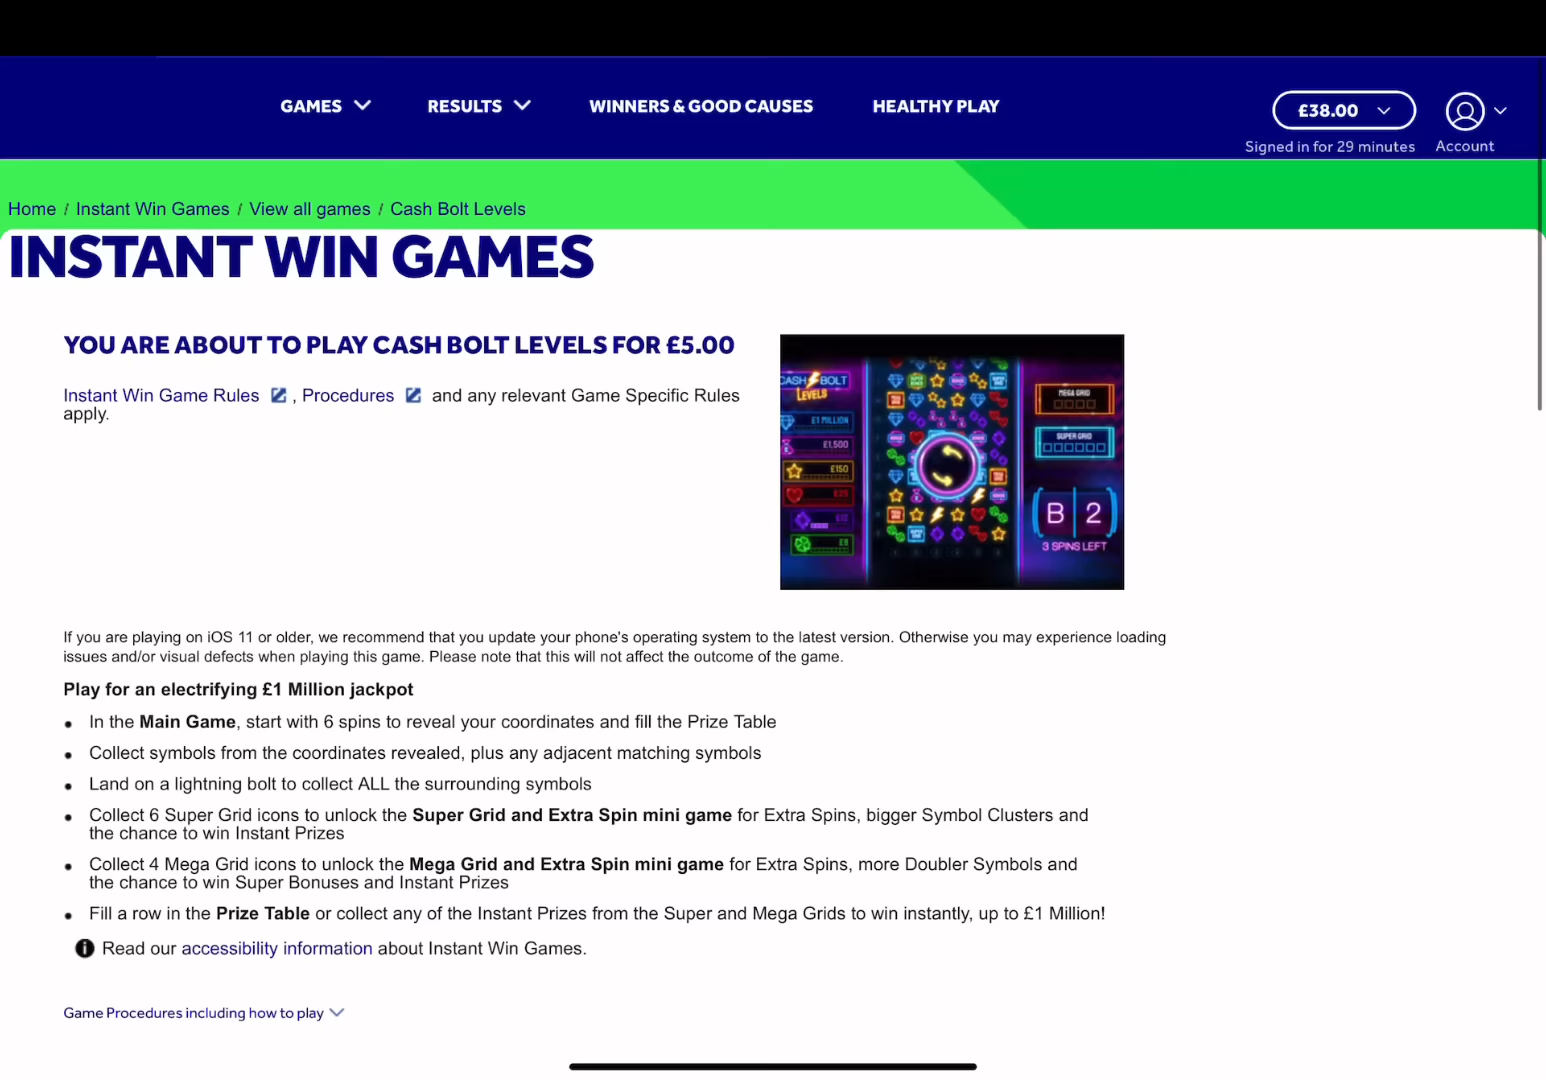 GAMES RESULTS WINNERS & GOOD CAUSES HEALTHY PLAY £38.00
Signed in for 29 minutes Account
Home / Instant Win Games / View all games / Cash Bolt Levels
INSTANT WIN GAMES
YOU ARE ABOUT TO PLAY CASH BOLT LEVELS FOR £5.00
Instant Win Game Rules , Procedures and any relevant Game Specific Rules
apply.
CASH BOLT
LEVELS
£1 MILLION
£1,500
£150
£25
£12
£8
MEGA GRID
SUPER GRID
B 2
3 SPINS LEFT
If you are playing on iOS 11 or older, we recommend that you update your phone's operating system to the latest version. Otherwise you may experience loading
issues and/or visual defects when playing this game. Please note that this will not affect the outcome of the game.
Play for an electrifying £1 Million jackpot
• In the Main Game, start with 6 spins to reveal your coordinates and fill the Prize Table
• Collect symbols from the coordinates revealed, plus any adjacent matching symbols
• Land on a lightning bolt to collect ALL the surrounding symbols
• Collect 6 Super Grid icons to unlock the Super Grid and Extra Spin mini game for Extra Spins, bigger Symbol Clusters and
the chance to win Instant Prizes
• Collect 4 Mega Grid icons to unlock the Mega Grid and Extra Spin mini game for Extra Spins, more Doubler Symbols and
the chance to win Super Bonuses and Instant Prizes
• Fill a row in the Prize Table or collect any of the Instant Prizes from the Super and Mega Grids to win instantly, up to £1 Million!
Read our accessibility information about Instant Win Games.
Game Procedures including how to play